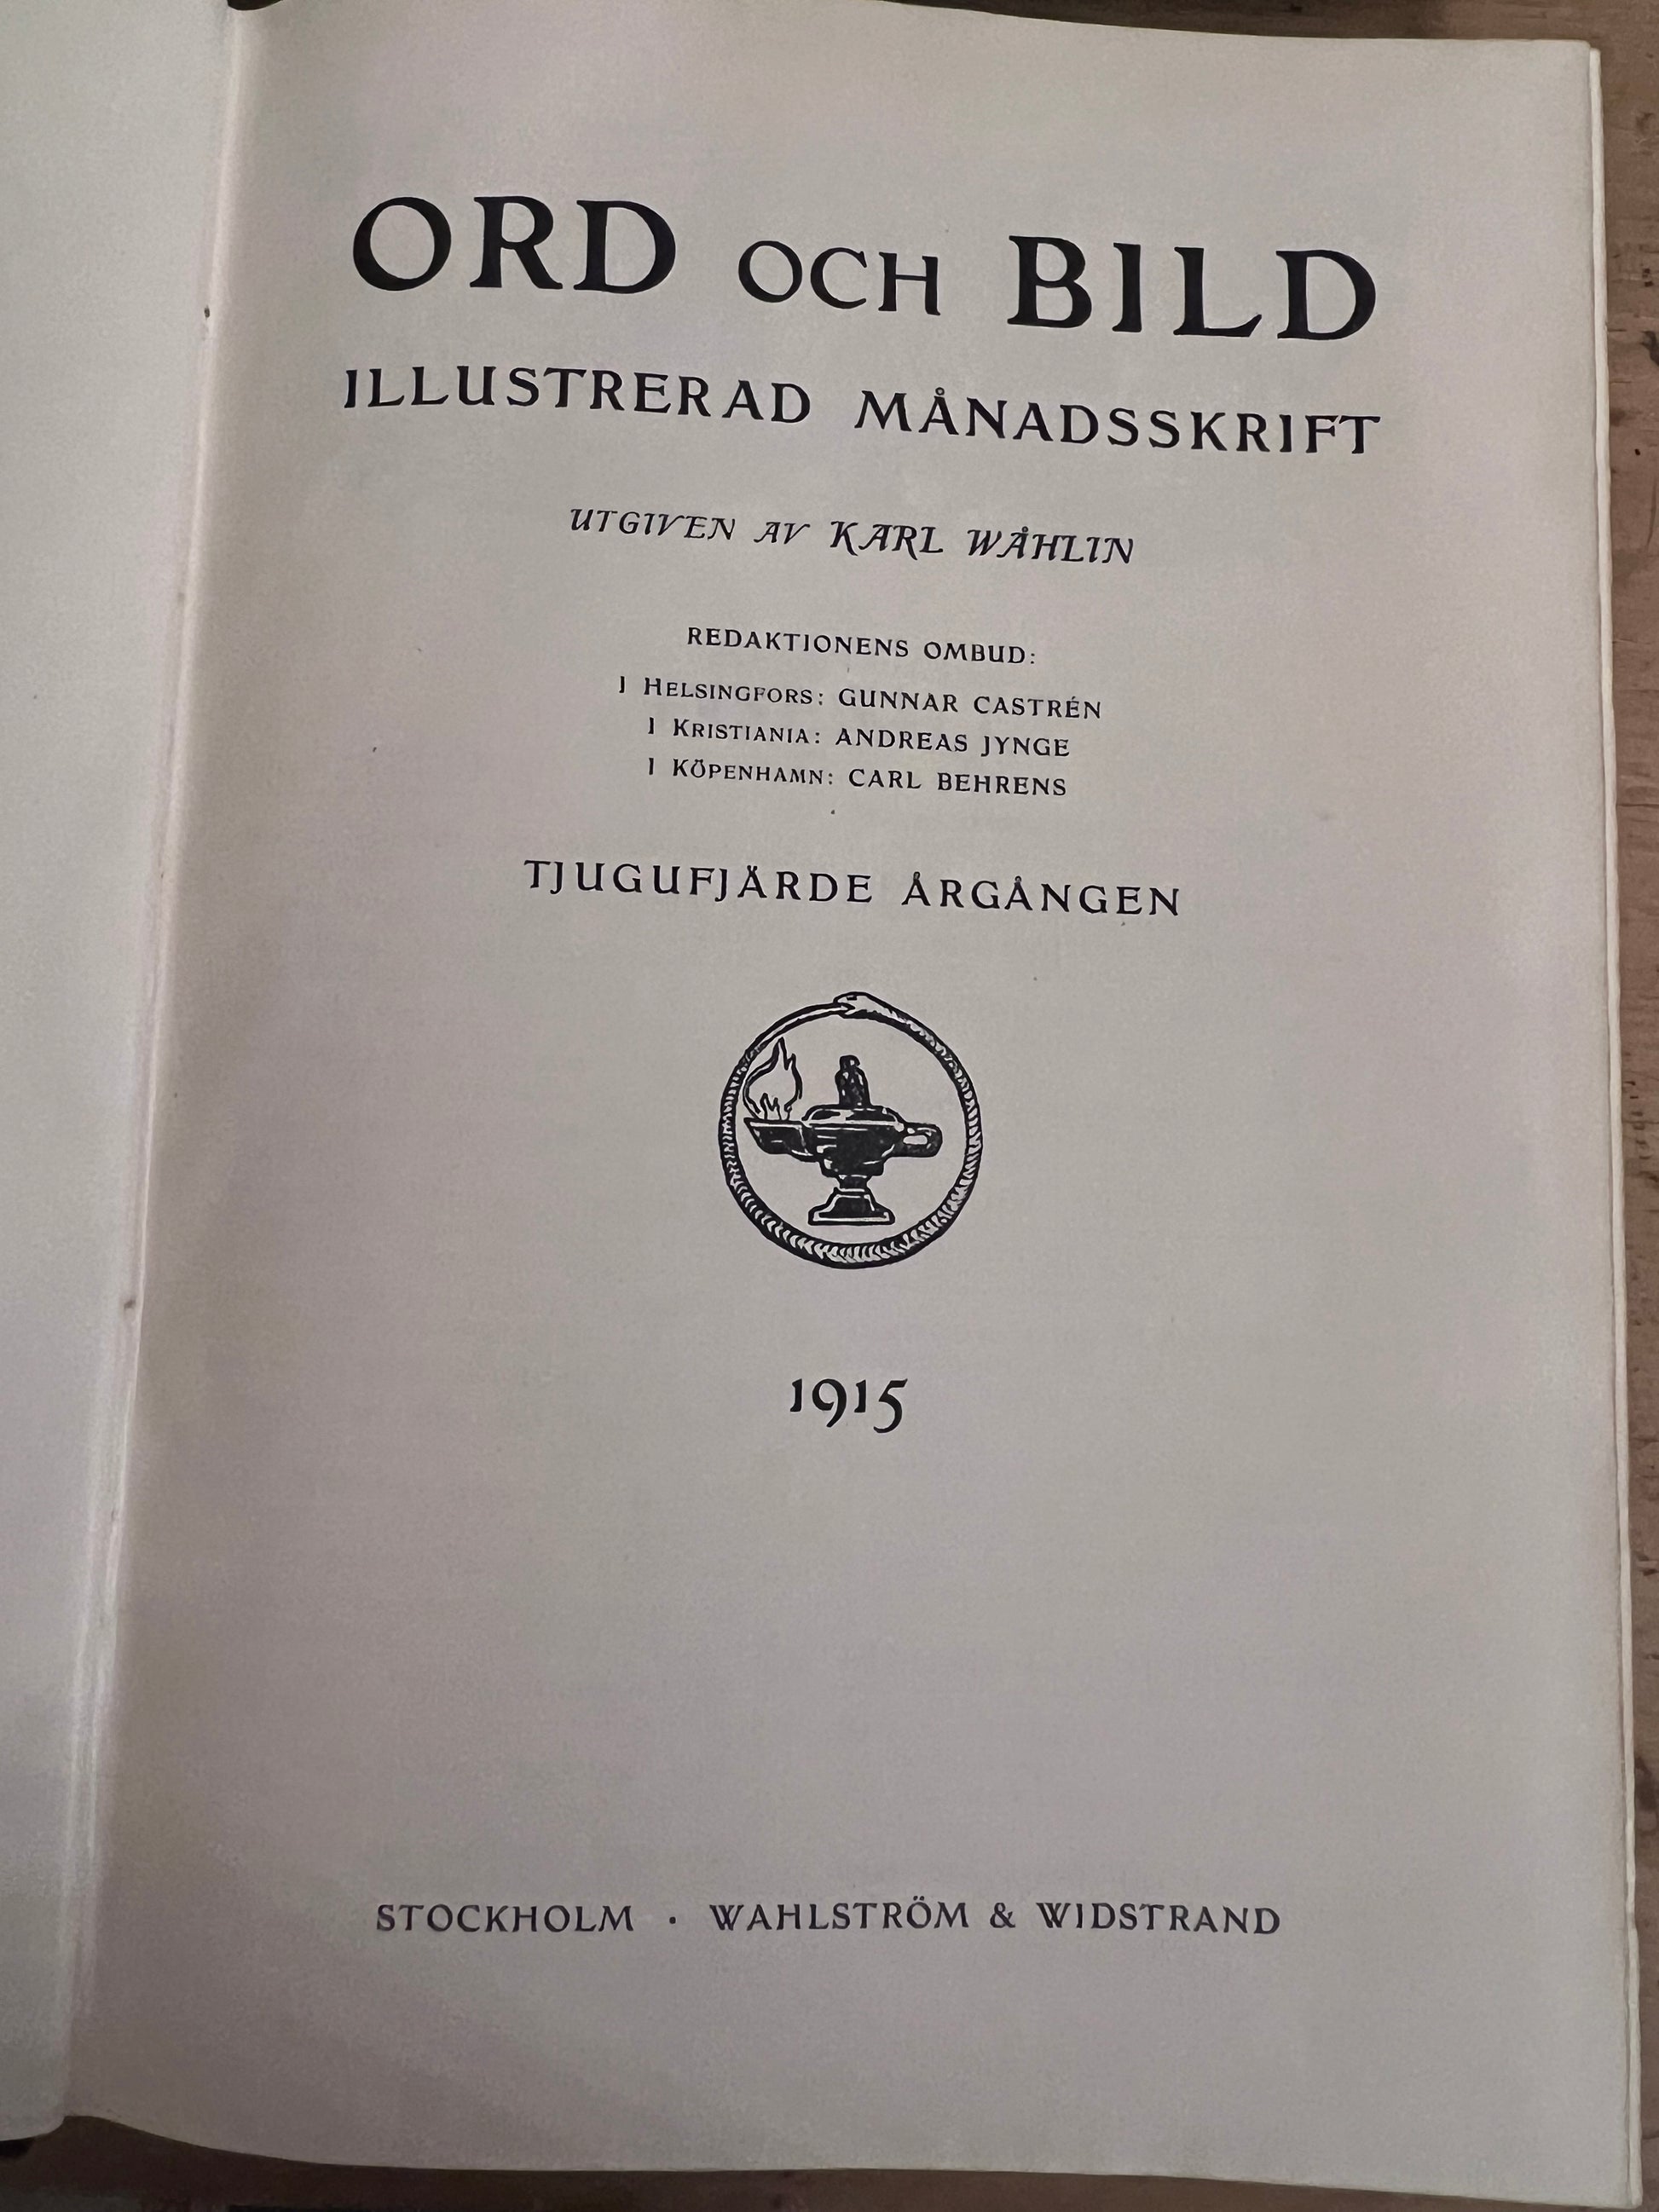 ORD OCH BILD
ILLUSTRERAD MÅNADSSKRIFT
UTGIVEN AV KARL WÅHLIN
REDAKTIONENS OMBUD:
I HELSINGFORS: GUNNAR CASTRÉN
I KRISTIANIA: ANDREAS JYNGE
I KÖPENHAMN: CARL BEHRENS
TJUGUFJÄRDE ÅRGÅNGEN
1915
STOCKHOLM · WAHLSTRÖM & WIDSTRAND